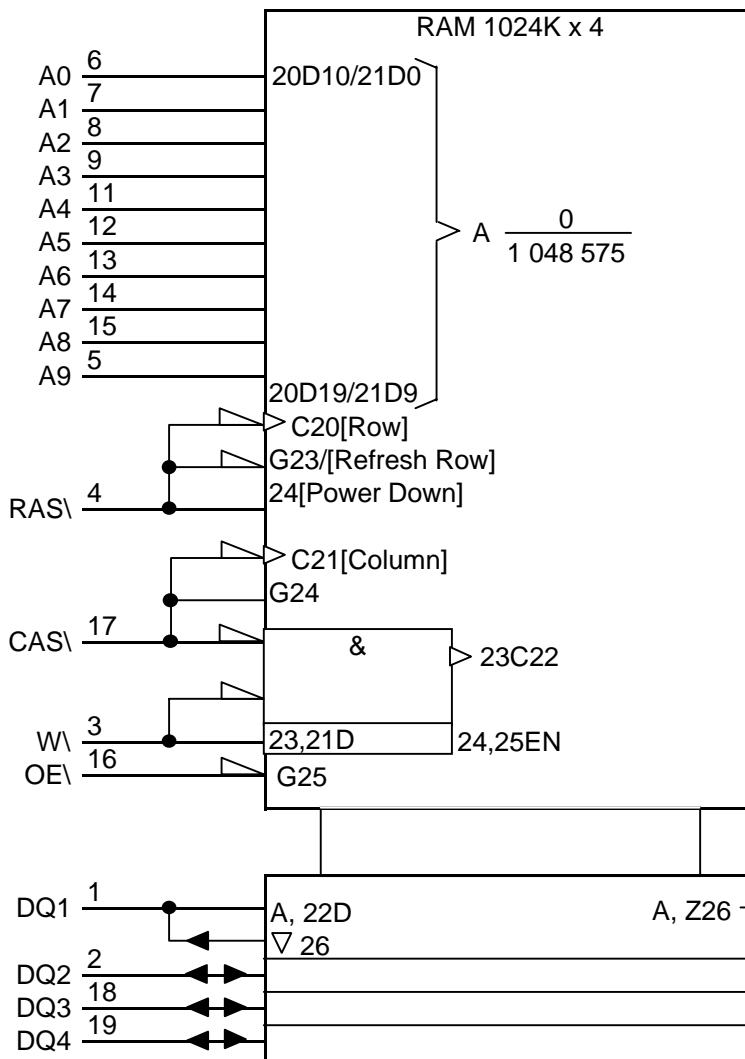 RAM 1024K x 4
A0 6 20D10/21D0
A1 7
A2 8
A3 9
A4 11
A5 12
A6 13
A7 14
A8 15
A9 5
A 0
1 048 575
20D19/21D9
C20[Row]
G23/[Refresh Row]
RAS\ 4 24[Power Down]
C21[Column]
G24
CAS\ 17 & 23C22
W\ 3 23,21D 24,25EN
OE\ 16 G25
DQ1 1 A, 22D A, Z26
26
DQ2 2
DQ3 18
DQ4 19